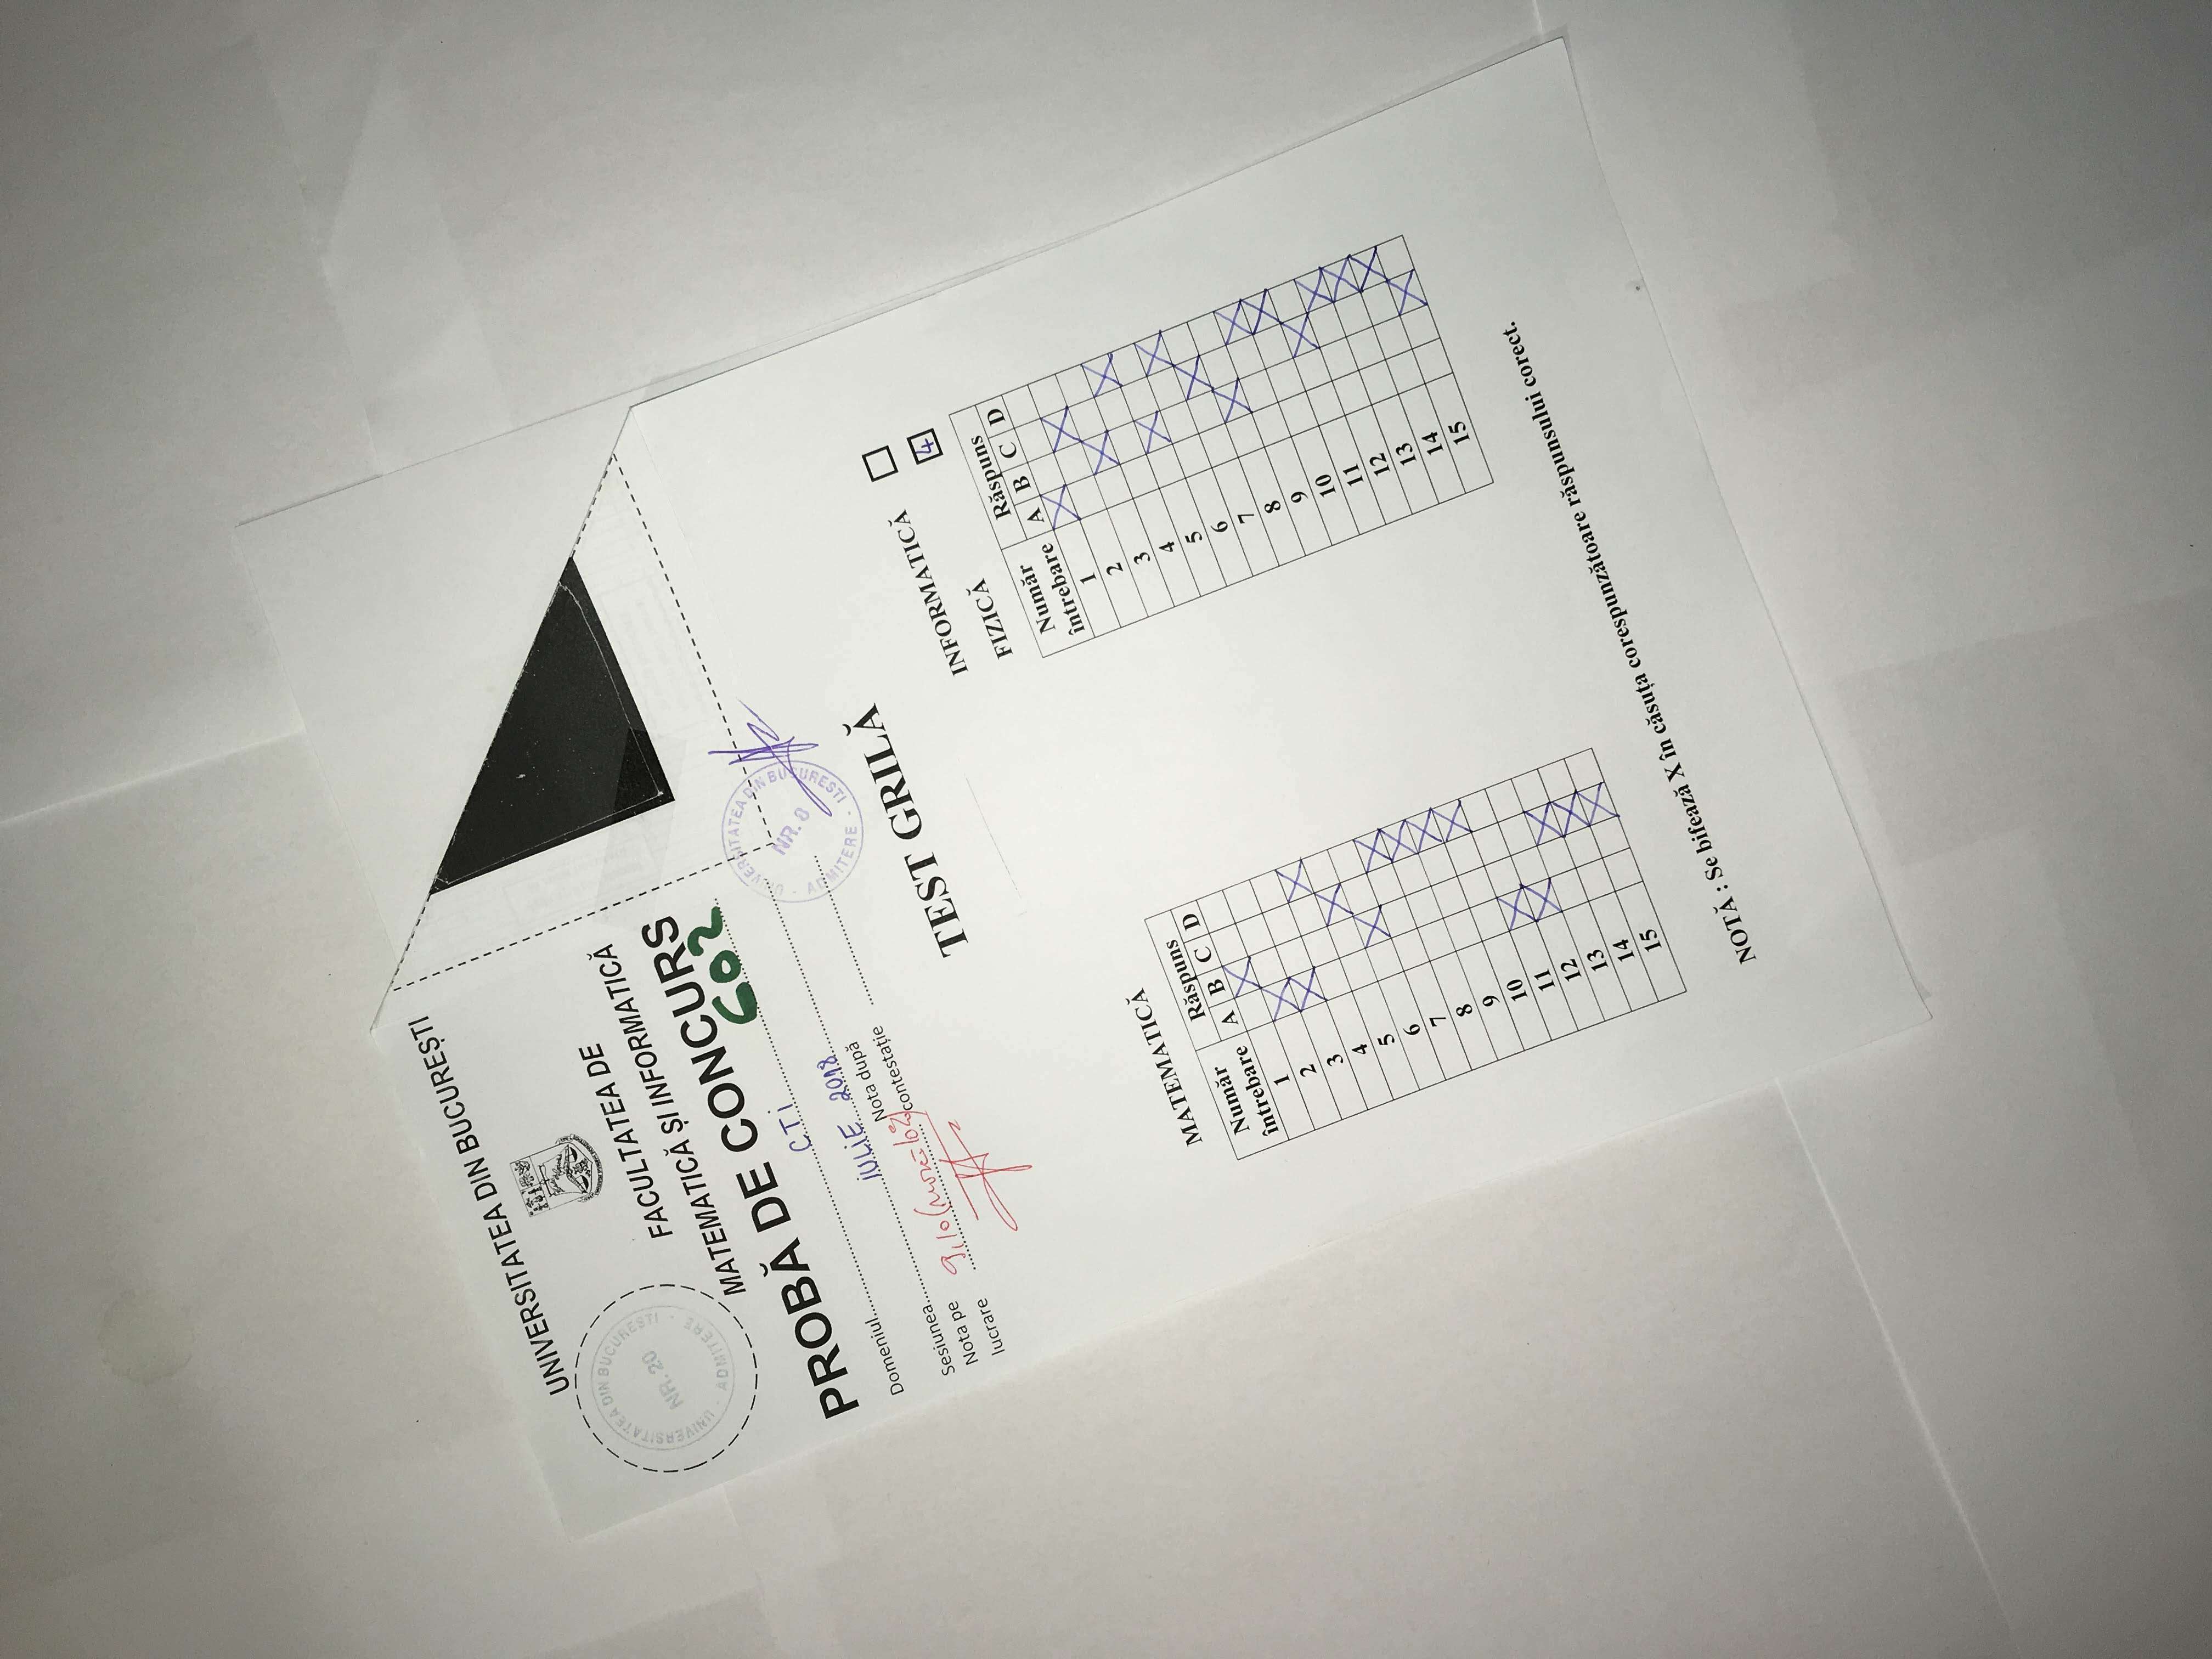 UNIVERSITATEA DIN BUCUREȘTI
FACULTATEA DE
MATEMATICĂ ȘI INFORMATICĂ
PROBĂ DE CONCURS
602
UNIVERSITATEA DIN BUCUREȘTI - ADMITERE -
NR. 20
Domeniul CTi
Sesiunea iULiE 2018
Nota pe lucrare 9,10
Nota după contestație
UNIVERSITATEA DIN BUCUREȘTI - ADMITERE -
NR. 8
TEST GRILĂ
INFORMATICĂ
FIZICĂ 4
MATEMATICĂ
Număr întrebare Răspuns
A B C D
1 X
2 X
3 X X
4 X
5 X X
6 X
7 X
8 X
9
10 X
11 X X
12 X
13 X
14
15
Număr întrebare Răspuns
A B C D
1 X X
2 X X
3
4 X X
5 X
6 X
7 X
8 X
9 X
10 X
11 X
12 X
13 X
14 X
15
NOTĂ : Se bifează X în căsuța corespunzătoare răspunsului corect.